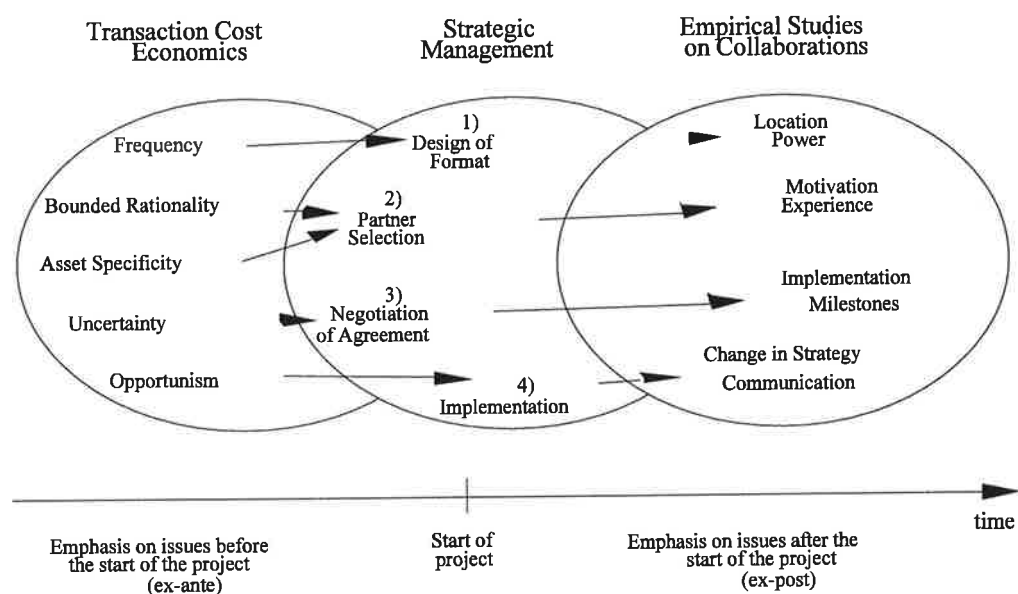 Transaction Cost
Economics
Strategic
Management
Empirical Studies
on Collaborations
Frequency
Bounded Rationality
Asset Specificity
Uncertainty
Opportunism
1)
Design of
Format
2)
Partner
Selection
3)
Negotiation
of Agreement
4)
Implementation
Location
Power
Motivation
Experience
Implementation
Milestones
Change in Strategy
Communication
time
Emphasis on issues before
the start of the project
(ex-ante)
Start of
project
Emphasis on issues after the
start of the project
(ex-post)